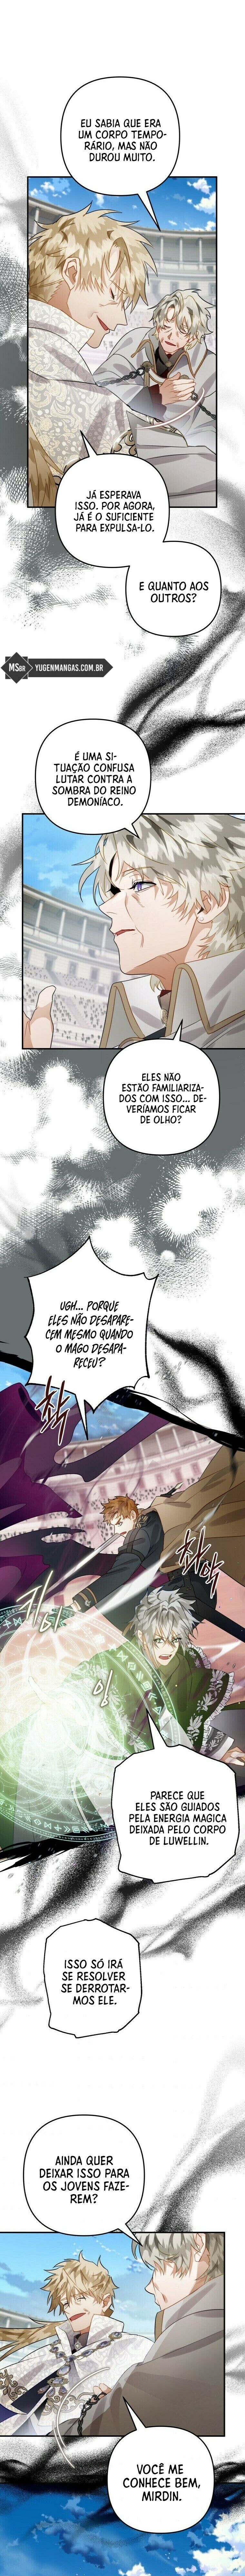 EU SABIA QUE ERA
UM CORPO TEMPO-
RÁRIO, MAS NÃO
DUROU MUITO.
JÁ ESPERAVA
ISSO. POR AGORA,
JÁ É O SUFICIENTE
PARA EXPULSA-LO.
E QUANTO AOS
OUTROS?
MSBR YUGENMANGAS.COM.BR
É UMA SI-
TUAÇÃO CONFUSA
LUTAR CONTRA A
SOMBRA DO REINO
DEMONÍACO.
ELES NÃO
ESTÃO FAMILIARIZA-
DOS COM ISSO... DE-
VERÍAMOS FICAR
DE OLHO?
UGH... PORQUE
ELES NÃO DESAPARE-
CEM MESMO QUANDO
O MAGO DESAPA-
RECEU?
PARECE QUE
ELES SÃO GUIADOS
PELA ENERGIA MAGICA
DEIXADA PELO CORPO
DE LUWELLIN.
ISSO SÓ IRÁ
SE RESOLVER
SE DERROTAR-
MOS ELE.
AINDA QUER
DEIXAR ISSO PARA
OS JOVENS FAZE-
REM?
VOCÊ ME
CONHECE BEM,
MIRDIN.